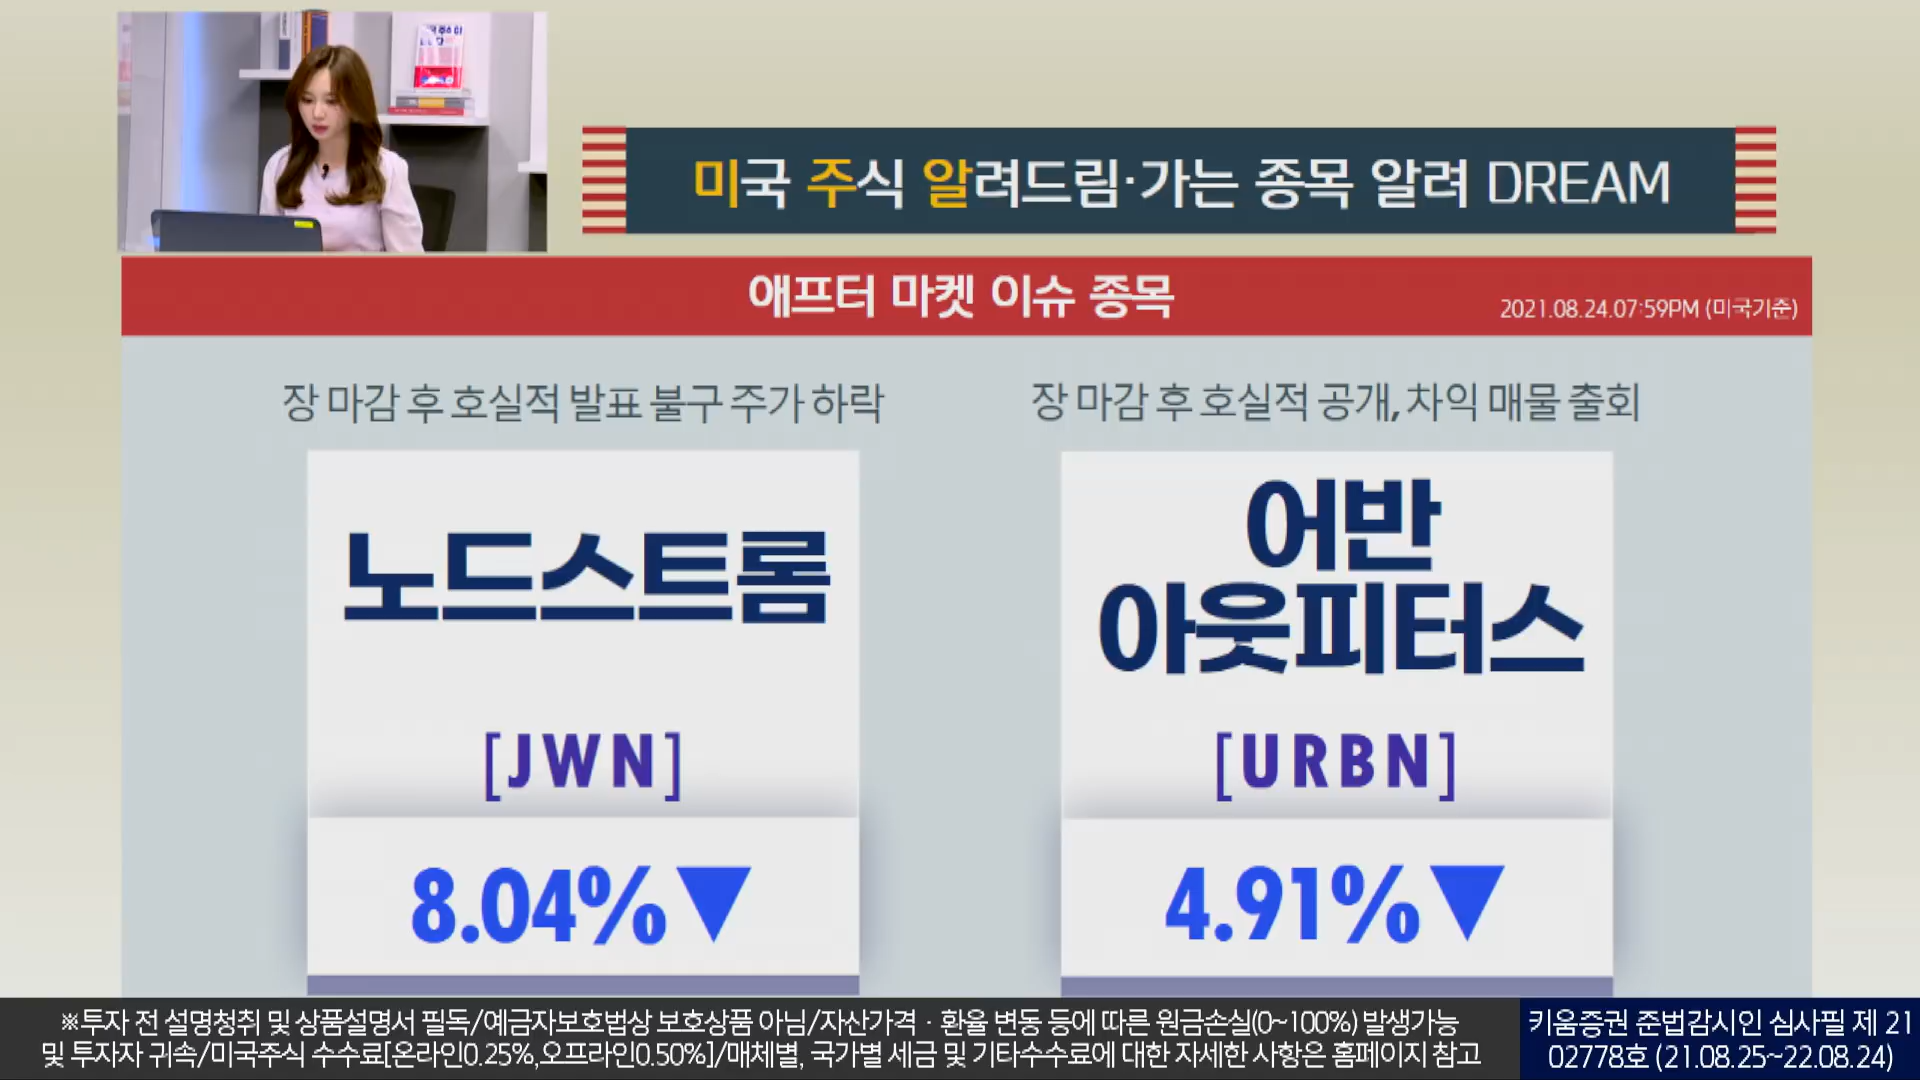 미국 주식 알려드림·가는 종목 알려 DREAM
애프터 마켓 이슈 종목
2021.08.24.07:59PM (미국기준)
장 마감 후 호실적 발표 불구 주가 하락
노드스트롬
[JWN]
8.04%▼
장 마감 후 호실적 공개, 차익 매물 출회
어반
아웃피터스
[URBN]
4.91%▼
※투자 전 설명청취 및 상품설명서 필독/예금자보호법상 보호상품 아님/자산가격·환율 변동 등에 따른 원금손실(0~100%) 발생가능
및 투자자 귀속/미국주식 수수료[온라인0.25%,오프라인0.50%]/매체별, 국가별 세금 및 기타수수료에 대한 자세한 사항은 홈페이지 참고
키움증권 준법감시인 심사필 제 21
02778호 (21.08.25~22.08.24)